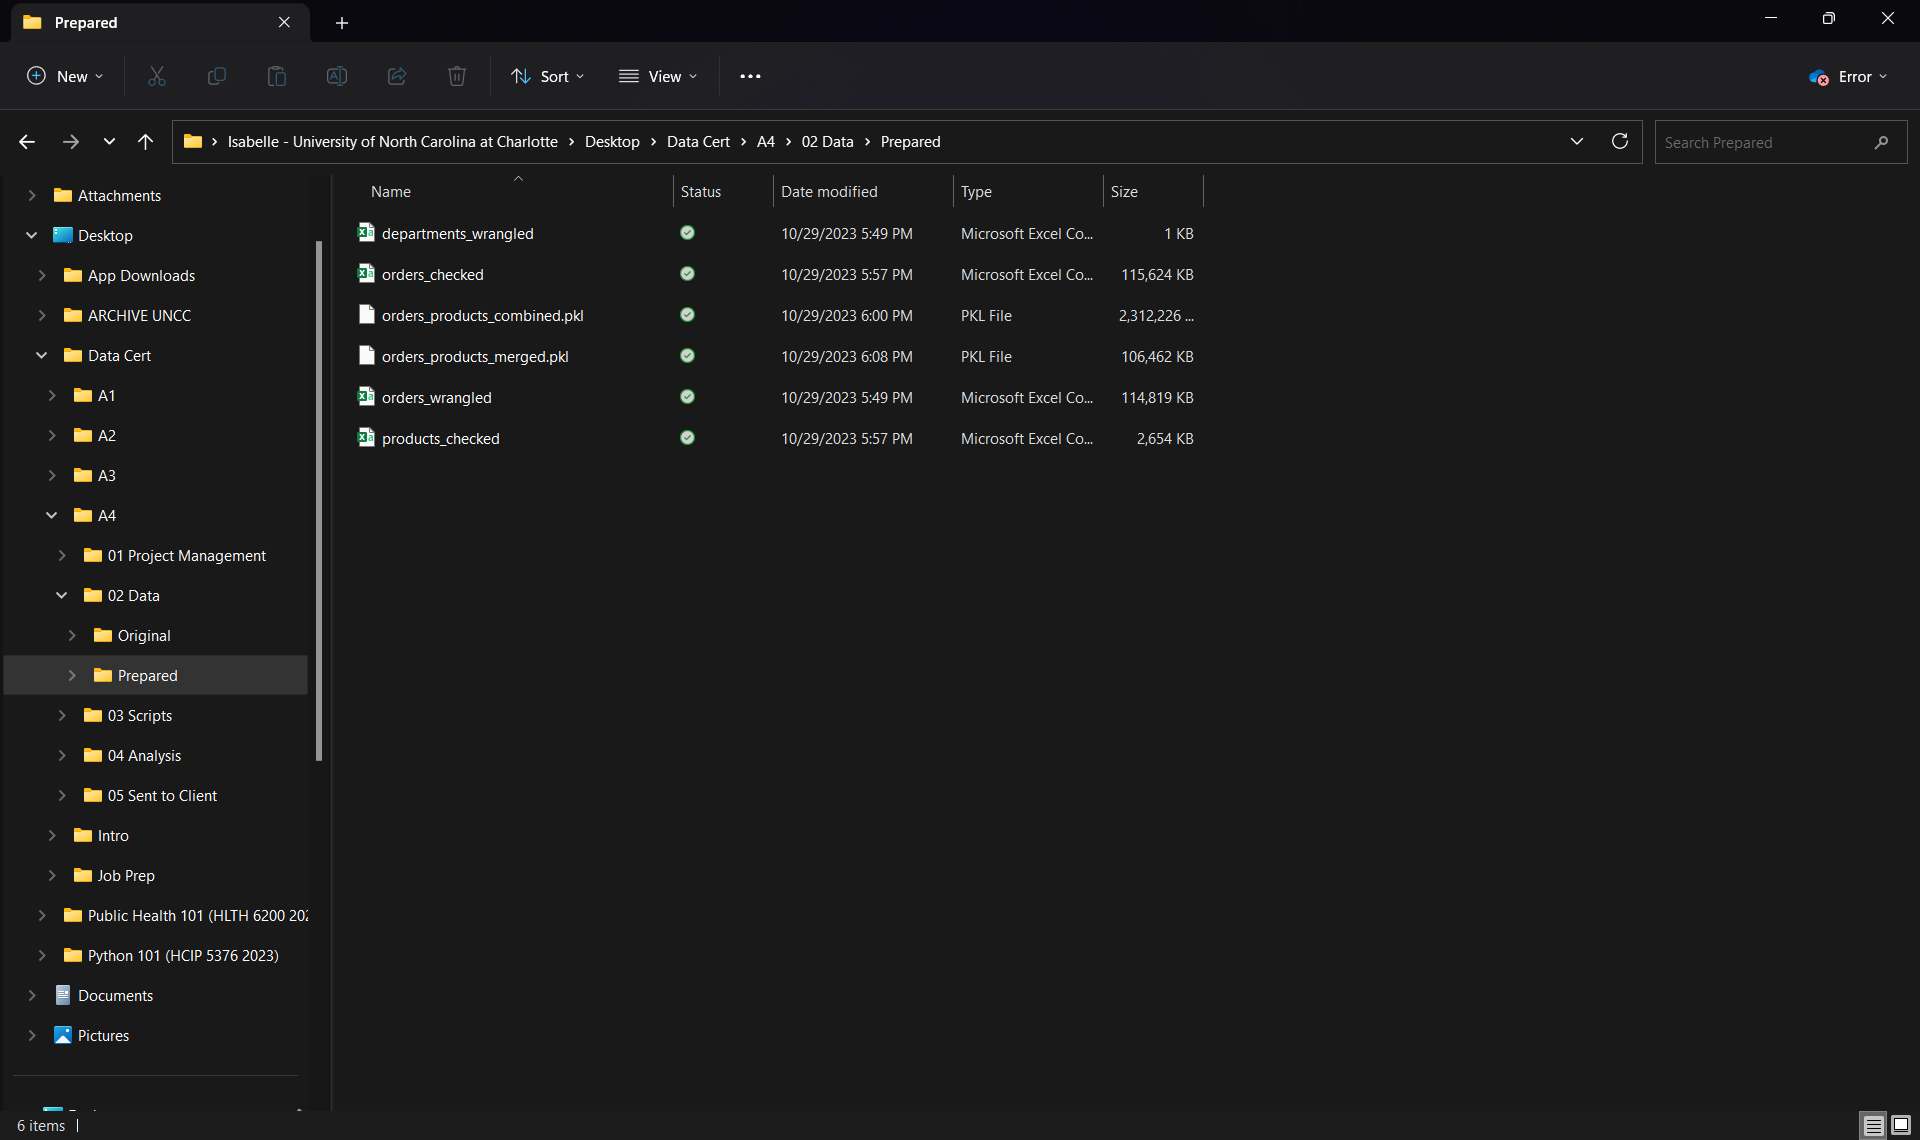 Prepared
New
Sort
View
Error
Isabelle - University of North Carolina at Charlotte > Desktop > Data Cert > A4 > 02 Data > Prepared
Search Prepared
Attachments
Desktop
App Downloads
ARCHIVE UNCC
Data Cert
A1
A2
A3
A4
01 Project Management
02 Data
Original
Prepared
03 Scripts
04 Analysis
05 Sent to Client
Intro
Job Prep
Public Health 101 (HLTH 6200 202
Python 101 (HCIP 5376 2023)
Documents
Pictures
Name Status Date modified Type Size
departments_wrangled 10/29/2023 5:49 PM Microsoft Excel Co... 1 KB
orders_checked 10/29/2023 5:57 PM Microsoft Excel Co... 115,624 KB
orders_products_combined.pkl 10/29/2023 6:00 PM PKL File 2,312,226 ...
orders_products_merged.pkl 10/29/2023 6:08 PM PKL File 106,462 KB
orders_wrangled 10/29/2023 5:49 PM Microsoft Excel Co... 114,819 KB
products_checked 10/29/2023 5:57 PM Microsoft Excel Co... 2,654 KB
6 items